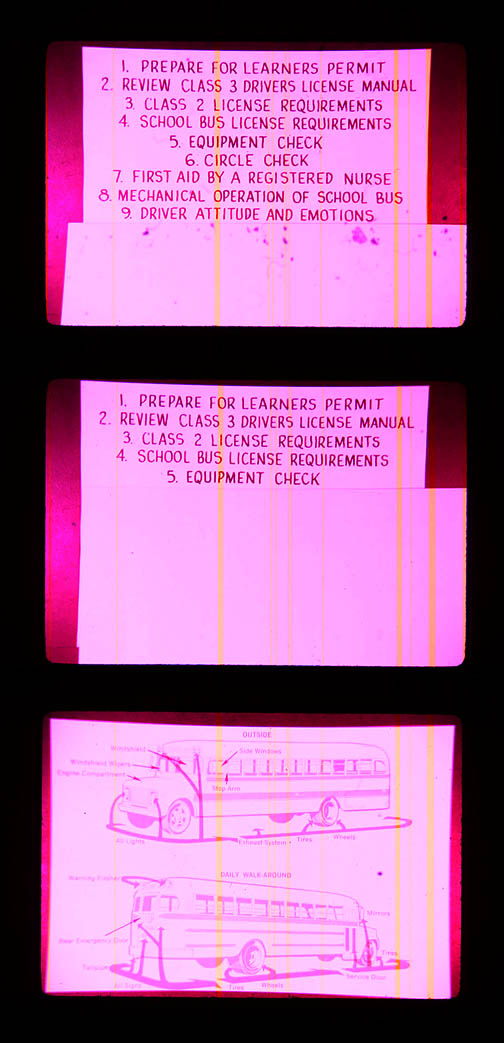 1. PREPARE FOR LEARNERS PERMIT
2. REVIEW CLASS 3 DRIVERS LICENSE MANUAL
3. CLASS 2 LICENSE REQUIREMENTS
4. SCHOOL BUS LICENSE REQUIREMENTS
5. EQUIPMENT CHECK
6. CIRCLE CHECK
7. FIRST AID BY A REGISTERED NURSE
8. MECHANICAL OPERATION OF SCHOOL BUS
9. DRIVER ATTITUDE AND EMOTIONS
1. PREPARE FOR LEARNERS PERMIT
2. REVIEW CLASS 3 DRIVERS LICENSE MANUAL
3. CLASS 2 LICENSE REQUIREMENTS
4. SCHOOL BUS LICENSE REQUIREMENTS
5. EQUIPMENT CHECK
OUTSIDE
Windshield
Side Windows
Windshield Wipers
Engine Compartment
Stop Arm
All Lights
Exhaust System • Tires Wheels
DAILY WALK-AROUND
Warning Flasher
Mirrors
Rear Emergency Door
Tires
Tailpipe
Service Door
All Signs
Tires Wheels